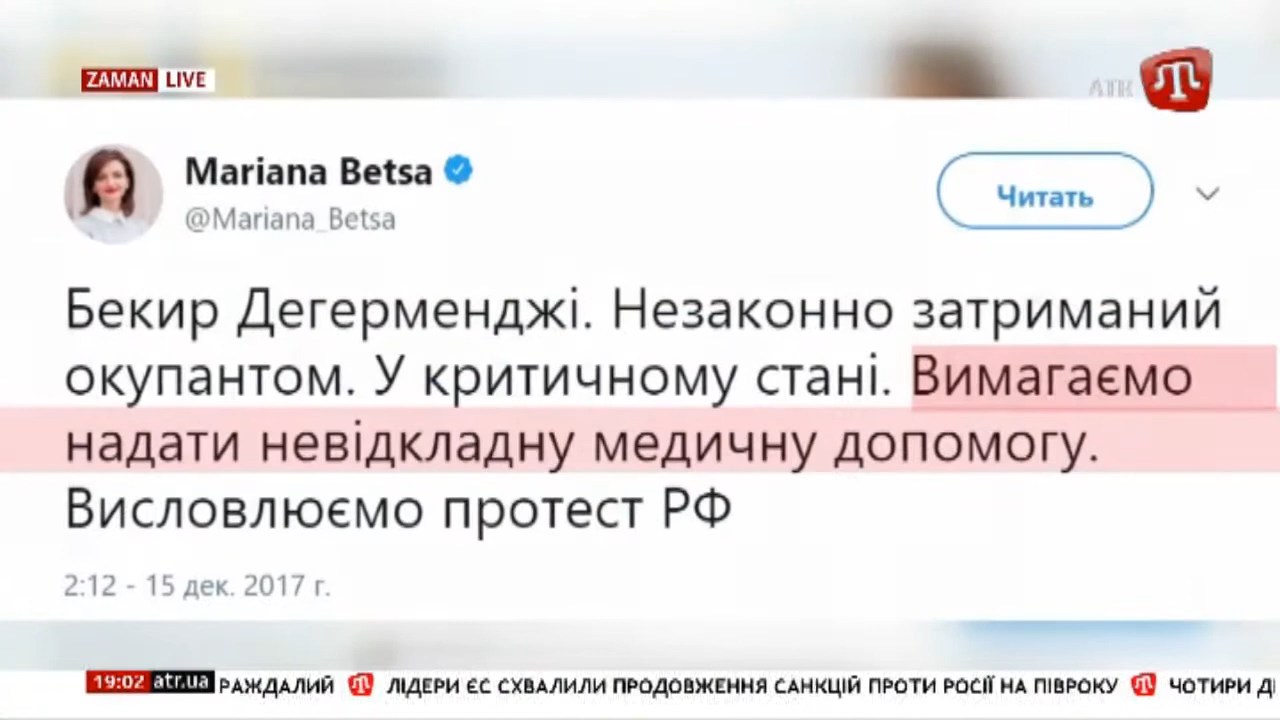 ZAMAN LIVE
ATR
Mariana Betsa
@Mariana_Betsa
Читать
Бекир Дегерменджі. Незаконно затриманий
окупантом. У критичному стані. Вимагаємо
надати невідкладну медичну допомогу.
Висловлюємо протест РФ
2:12 - 15 дек. 2017 г.
19:02 atr.ua РАЖДАЛИЙ ЛІДЕРИ ЄС СХВАЛИЛИ ПРОДОВЖЕННЯ САНКЦІЙ ПРОТИ РОСІЇ НА ПІВРОКУ ЧОТИРИ